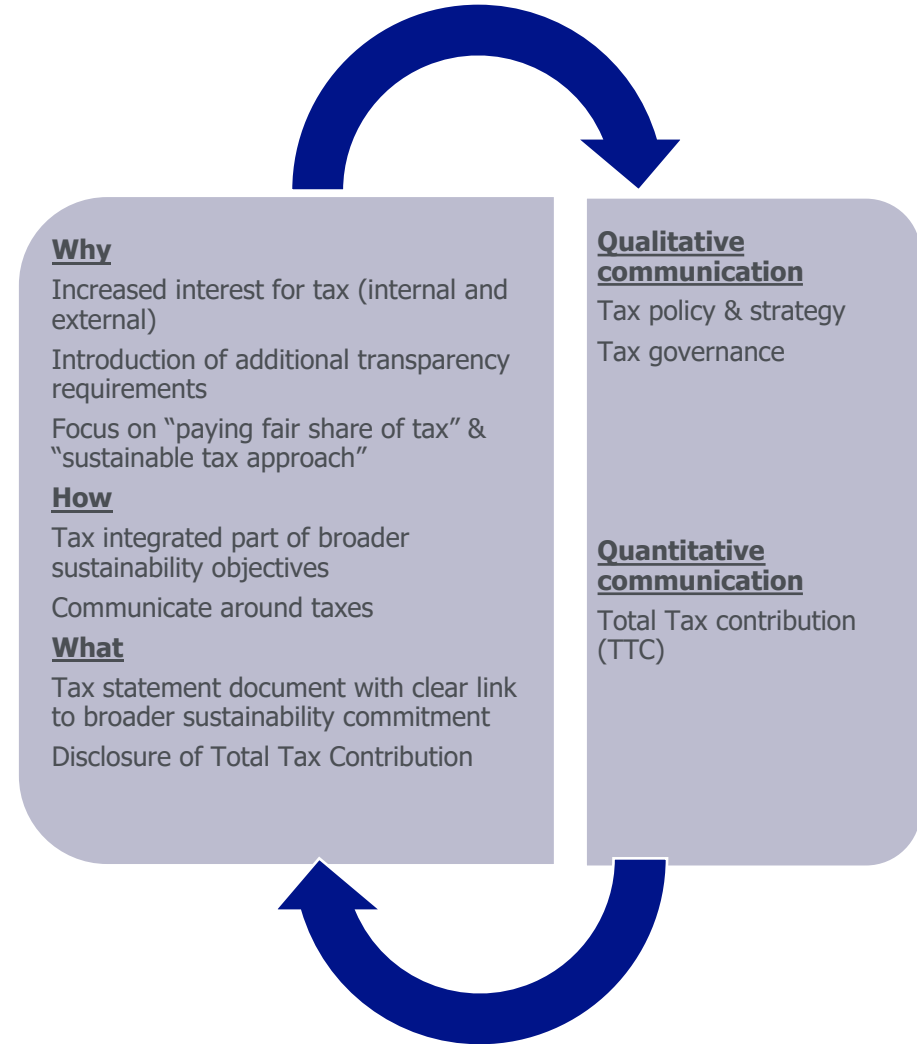 Why
Increased interest for tax (internal and
external)
Introduction of additional transparency
requirements
Focus on “paying fair share of tax” &
“sustainable tax approach”
How
Tax integrated part of broader
sustainability objectives
Communicate around taxes
What
Tax statement document with clear link
to broader sustainability commitment
Disclosure of Total Tax Contribution
Qualitative
communication
Tax policy & strategy
Tax governance
Quantitative
communication
Total Tax contribution
(TTC)